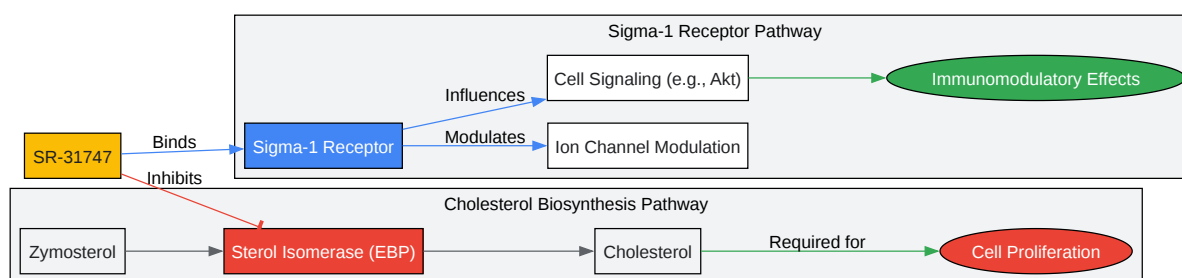 Sigma-1 Receptor Pathway
Cell Signaling (e.g., Akt)
Immunomodulatory Effects
Influences
SR-31747
Binds
Sigma-1 Receptor
Modulates
Ion Channel Modulation
Inhibits
Cholesterol Biosynthesis Pathway
Zymosterol
Sterol Isomerase (EBP)
Cholesterol
Required for
Cell Proliferation